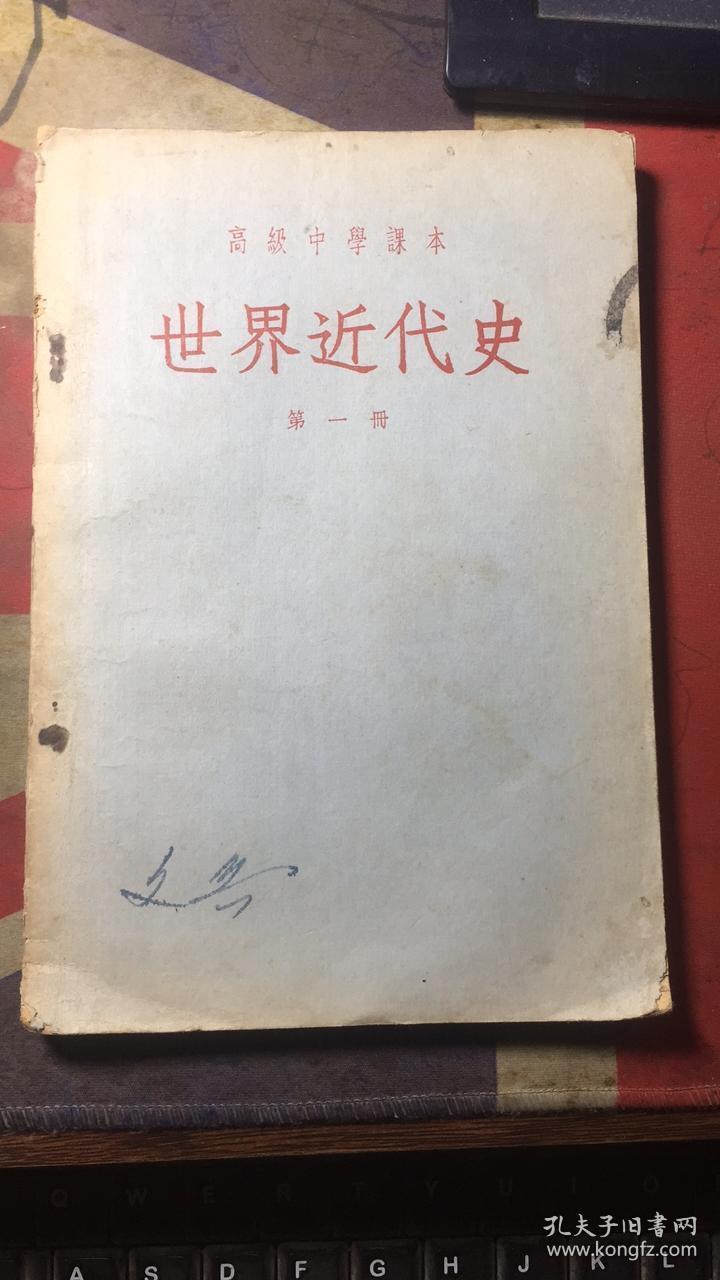 高級中學課本
世界近代史
第一冊
Q W E R T Y U I O
A S D F G H J K L
孔夫子旧書网
www.kongfz.com